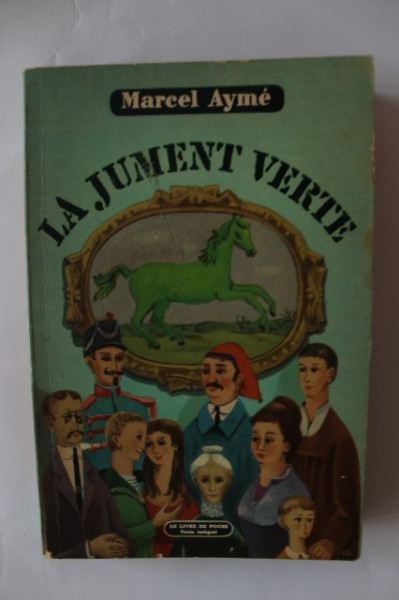 Marcel Aymé
LA JUMENT VERTE
LE LIVRE DE POCHE
Texte intégral